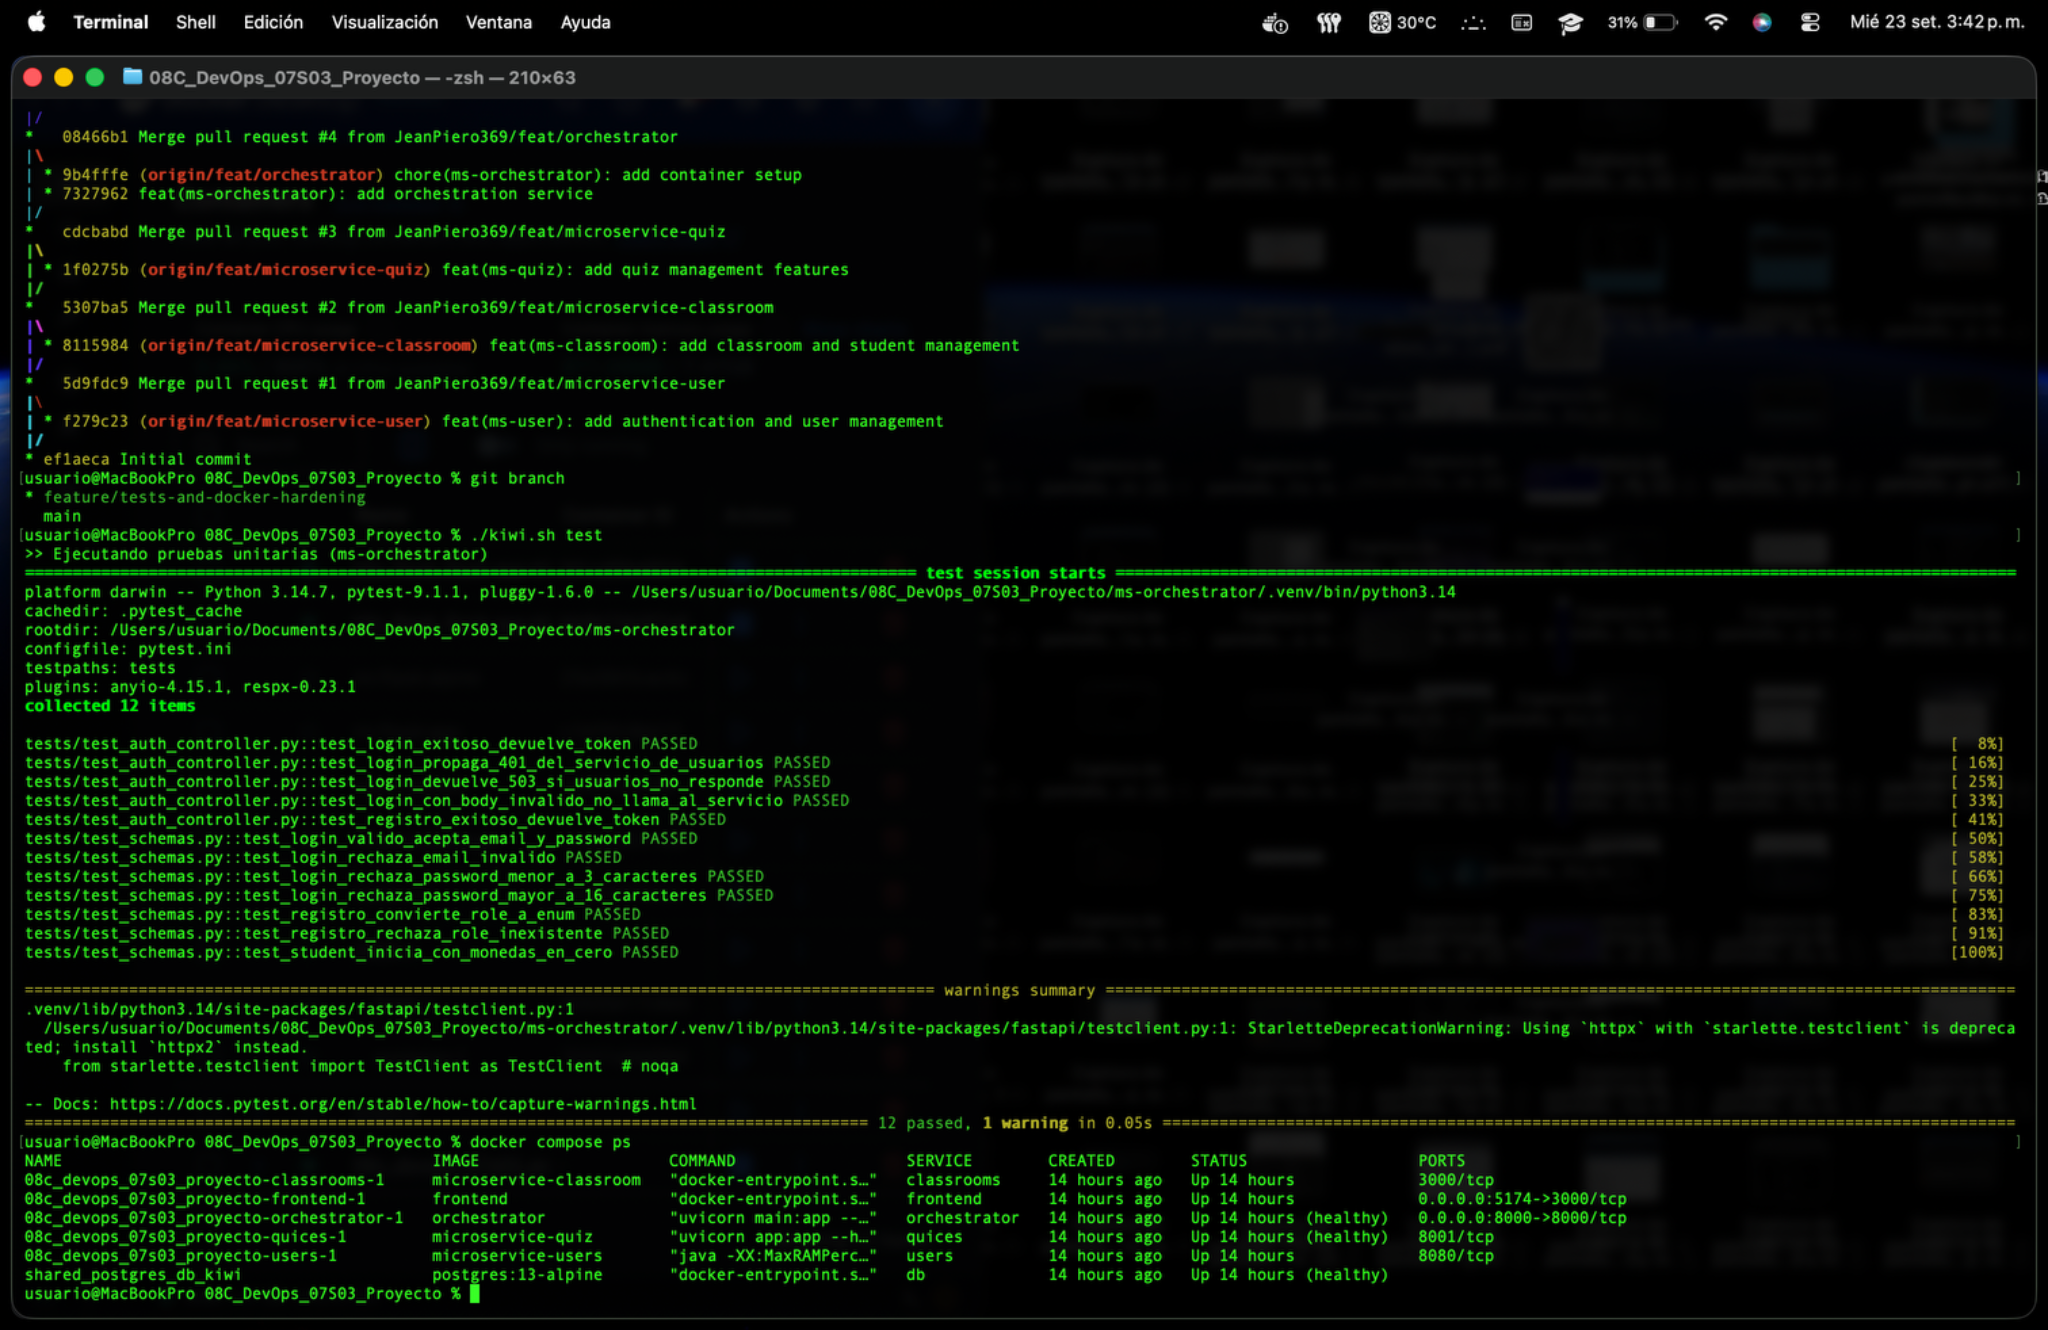 Terminal Shell Edición Visualización Ventana Ayuda 30°C 31% Mié 23 set. 3:42 p.m.
08C_DevOps_07S03_Proyecto — -zsh — 210×63
|/
* 08466b1 Merge pull request #4 from JeanPiero369/feat/orchestrator
|\
| * 9b4fffe (origin/feat/orchestrator) chore(ms-orchestrator): add container setup
| * 7327962 feat(ms-orchestrator): add orchestration service
|/
* cdcbabd Merge pull request #3 from JeanPiero369/feat/microservice-quiz
|\
| * 1f0275b (origin/feat/microservice-quiz) feat(ms-quiz): add quiz management features
|/
* 5307ba5 Merge pull request #2 from JeanPiero369/feat/microservice-classroom
|\
| * 8115984 (origin/feat/microservice-classroom) feat(ms-classroom): add classroom and student management
|/
* 5d9fdc9 Merge pull request #1 from JeanPiero369/feat/microservice-user
|\
| * f279c23 (origin/feat/microservice-user) feat(ms-user): add authentication and user management
|/
* ef1aeca Initial commit
[usuario@MacBookPro 08C_DevOps_07S03_Proyecto % git branch ]
* feature/tests-and-docker-hardening
main
[usuario@MacBookPro 08C_DevOps_07S03_Proyecto % ./kiwi.sh test ]
>> Ejecutando pruebas unitarias (ms-orchestrator)
============ test session starts ============
platform darwin -- Python 3.14.7, pytest-9.1.1, pluggy-1.6.0 -- /Users/usuario/Documents/08C_DevOps_07S03_Proyecto/ms-orchestrator/.venv/bin/python3.14
cachedir: .pytest_cache
rootdir: /Users/usuario/Documents/08C_DevOps_07S03_Proyecto/ms-orchestrator
configfile: pytest.ini
testpaths: tests
plugins: anyio-4.15.1, respx-0.23.1
collected 12 items
tests/test_auth_controller.py::test_login_exitoso_devuelve_token PASSED [ 8%]
tests/test_auth_controller.py::test_login_propaga_401_del_servicio_de_usuarios PASSED [ 16%]
tests/test_auth_controller.py::test_login_devuelve_503_si_usuarios_no_responde PASSED [ 25%]
tests/test_auth_controller.py::test_login_con_body_invalido_no_llama_al_servicio PASSED [ 33%]
tests/test_auth_controller.py::test_registro_exitoso_devuelve_token PASSED [ 41%]
tests/test_schemas.py::test_login_valido_acepta_email_y_password PASSED [ 50%]
tests/test_schemas.py::test_login_rechaza_email_invalido PASSED [ 58%]
tests/test_schemas.py::test_login_rechaza_password_menor_a_3_caracteres PASSED [ 66%]
tests/test_schemas.py::test_login_rechaza_password_mayor_a_16_caracteres PASSED [ 75%]
tests/test_schemas.py::test_registro_convierte_role_a_enum PASSED [ 83%]
tests/test_schemas.py::test_registro_rechaza_role_inexistente PASSED [ 91%]
tests/test_schemas.py::test_student_inicia_con_monedas_en_cero PASSED [100%]
============ warnings summary ============
.venv/lib/python3.14/site-packages/fastapi/testclient.py:1
/Users/usuario/Documents/08C_DevOps_07S03_Proyecto/ms-orchestrator/.venv/lib/python3.14/site-packages/fastapi/testclient.py:1: StarletteDeprecationWarning: Using `httpx` with `starlette.testclient` is depreca
ted; install `httpx2` instead.
from starlette.testclient import TestClient as TestClient # noqa
-- Docs: https://docs.pytest.org/en/stable/how-to/capture-warnings.html
============ 12 passed, 1 warning in 0.05s ============
[usuario@MacBookPro 08C_DevOps_07S03_Proyecto % docker compose ps ]
NAME IMAGE COMMAND SERVICE CREATED STATUS PORTS
08c_devops_07s03_proyecto-classrooms-1 microservice-classroom "docker-entrypoint.s…" classrooms 14 hours ago Up 14 hours 3000/tcp
08c_devops_07s03_proyecto-frontend-1 frontend "docker-entrypoint.s…" frontend 14 hours ago Up 14 hours 0.0.0.0:5174->3000/tcp
08c_devops_07s03_proyecto-orchestrator-1 orchestrator "uvicorn main:app --…" orchestrator 14 hours ago Up 14 hours (healthy) 0.0.0.0:8000->8000/tcp
08c_devops_07s03_proyecto-quices-1 microservice-quiz "uvicorn app:app --h…" quices 14 hours ago Up 14 hours (healthy) 8001/tcp
08c_devops_07s03_proyecto-users-1 microservice-users "java -XX:MaxRAMPerc…" users 14 hours ago Up 14 hours 8080/tcp
shared_postgres_db_kiwi postgres:13-alpine "docker-entrypoint.s…" db 14 hours ago Up 14 hours (healthy)
usuario@MacBookPro 08C_DevOps_07S03_Proyecto %